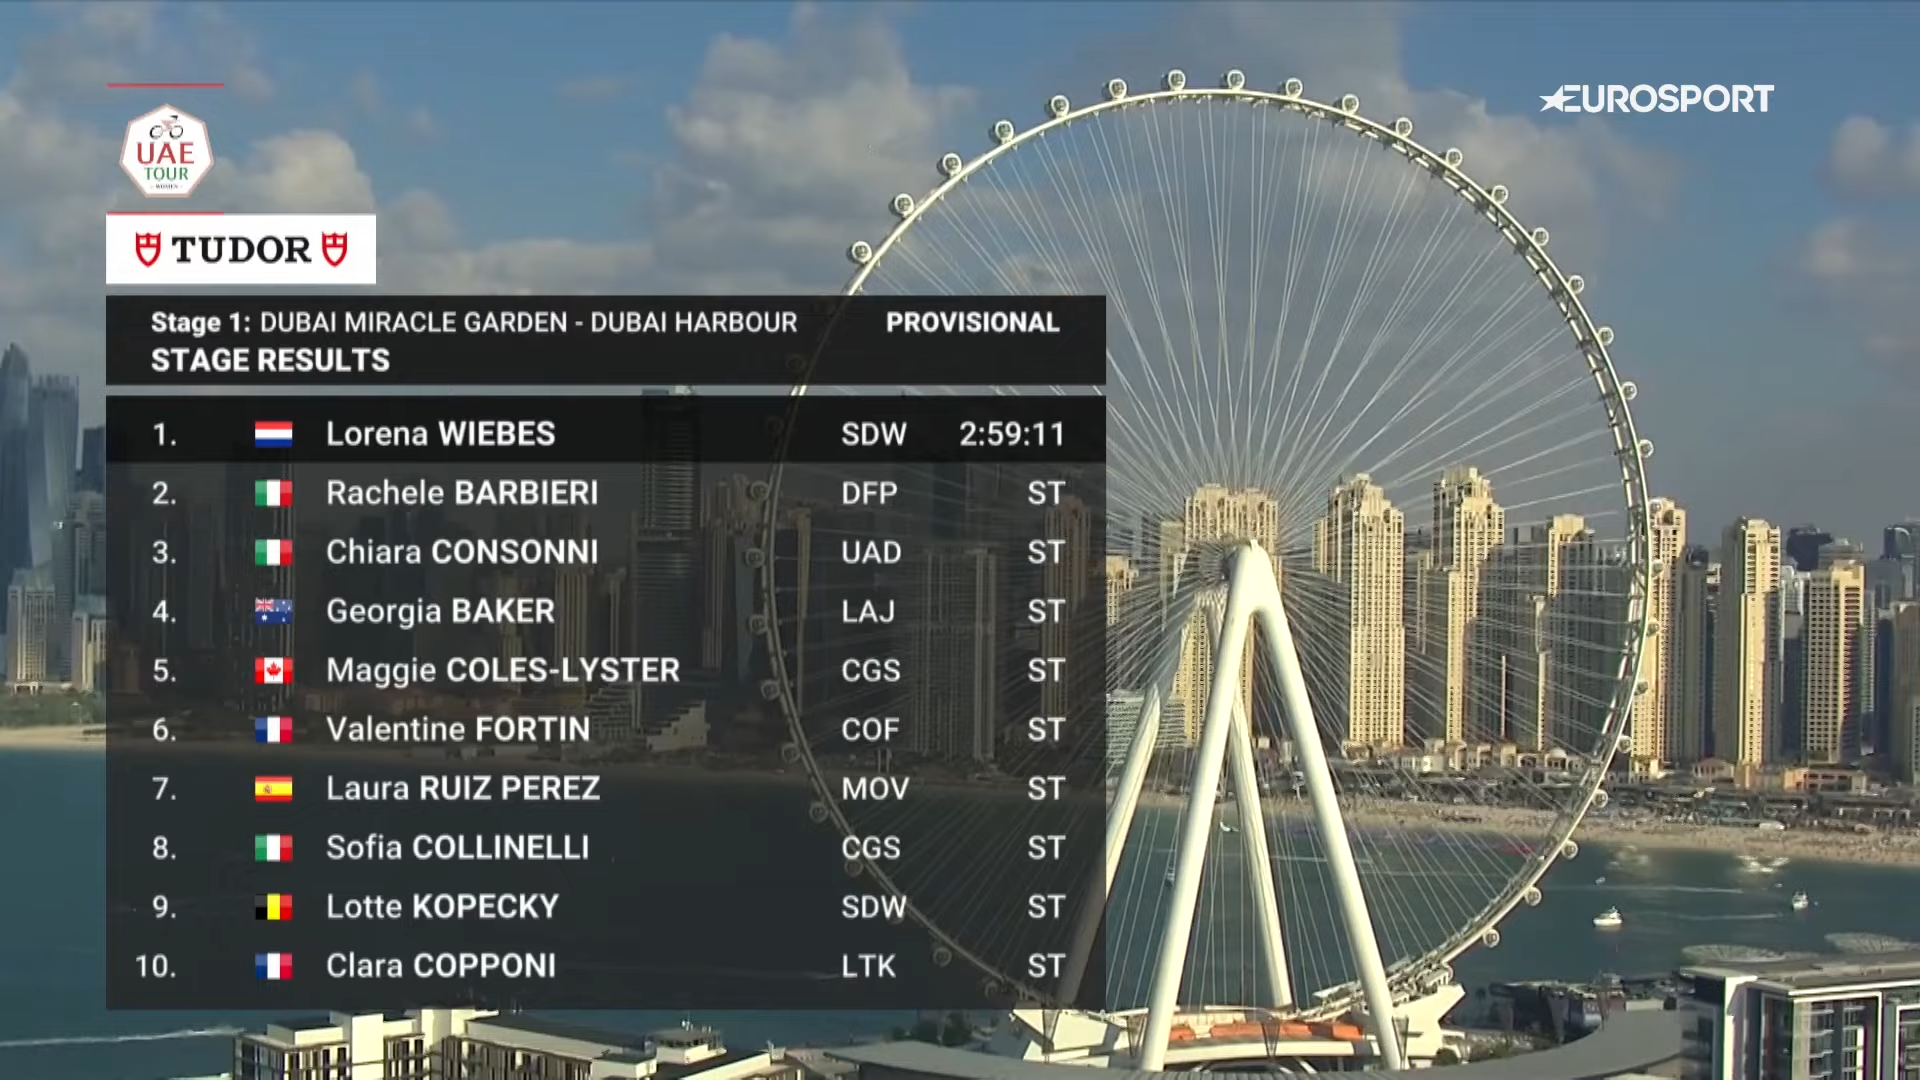 EUROSPORT
UAE
TOUR
WOMEN
TUDOR
Stage 1: DUBAI MIRACLE GARDEN - DUBAI HARBOUR PROVISIONAL
STAGE RESULTS
1. Lorena WIEBES SDW 2:59:11
2. Rachele BARBIERI DFP ST
3. Chiara CONSONNI UAD ST
4. Georgia BAKER LAJ ST
5. Maggie COLES-LYSTER CGS ST
6. Valentine FORTIN COF ST
7. Laura RUIZ PEREZ MOV ST
8. Sofia COLLINELLI CGS ST
9. Lotte KOPECKY SDW ST
10. Clara COPPONI LTK ST